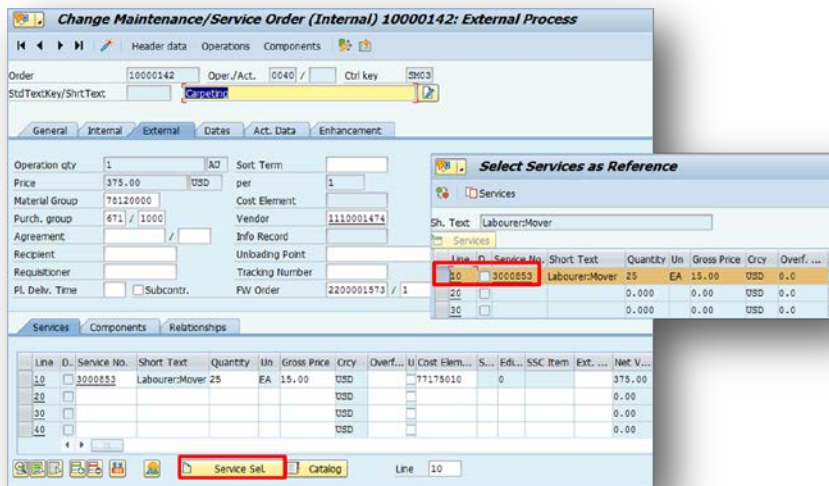 Change Maintenance/Service Order (Internal) 10000142: External Process
Header data Operations Components
Order 10000142 Oper./Act. 0040 / Ctrl key SM03
StdTextKey/ShrtText Carpeting
General Internal External Dates Act. Data Enhancement
Operation qty 1 AU Sort Term
Price 375.00 USD per 1
Material Group 78120000 Cost Element
Purch. group 671 / 1000 Vendor 1110001474
Agreement / Info Record
Recipient Unloading Point
Requisitioner Tracking Number
Pl. Delv. Time Subcontr. FW Order 2200001573 / 1
Services Components Relationships
Line D.. Service No. Short Text Quantity Un Gross Price Crcy Overf... U Cost Elem... S... Edi... SSC Item Ext. ... Net V...
10 3000853 Labourer:Mover 25 EA 15.00 USD 77175010 0 375.00
20 USD 0.00
30 USD 0.00
40 USD 0.00
Service Sel. Catalog Line 10
Select Services as Reference
Services
Sh. Text Labourer:Mover
Services
Line D.. Service No. Short Text Quantity Un Gross Price Crcy Overf. ...
10 3000853 Labourer:Mover 25 EA 15.00 USD 0.0
20 0.000 0.00 USD 0.0
30 0.000 0.00 USD 0.0